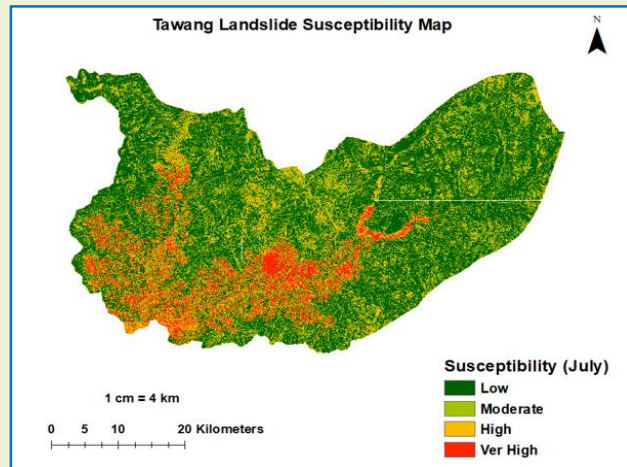 Tawang Landslide Susceptibility Map
N
Susceptibility (July)
Low
Moderate
High
Ver High
1 cm = 4 km
0 5 10 20 Kilometers